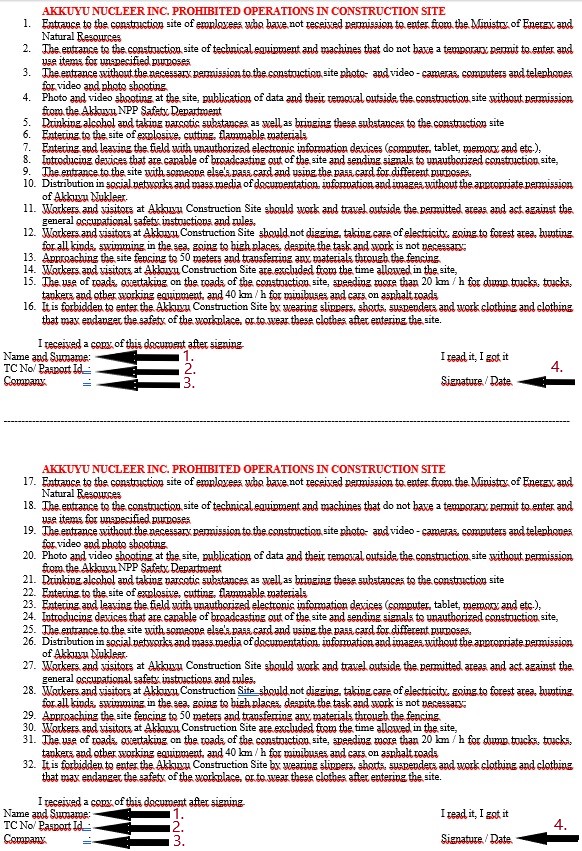 AKKUYU NUCLEER INC. PROHIBITED OPERATIONS IN CONSTRUCTION SITE
1. Entrance to the construction site of employees who have not received permission to enter from the Ministry of Energy and
Natural Resources
2. The entrance to the construction site of technical equipment and machines that do not have a temporary permit to enter and
use items for unspecified purposes
3. The entrance without the necessary permission to the construction site photo- and video - cameras, computers and telephones
for video and photo shooting.
4. Photo and video shooting at the site, publication of data and their removal outside the construction site without permission
from the Akkuyu NPP Safety Department
5. Drinking alcohol and taking narcotic substances as well as bringing these substances to the construction site
6. Entering to the site of explosive, cutting, flammable materials
7. Entering and leaving the field with unauthorized electronic information devices (computer, tablet, memory and etc.),
8. Introducing devices that are capable of broadcasting out of the site and sending signals to unauthorized construction site,
9. The entrance to the site with someone else's pass card and using the pass card for different purposes,
10. Distribution in social networks and mass media of documentation, information and images without the appropriate permission
of Akkuyu Nukleer.
11. Workers and visitors at Akkuyu Construction Site should work and travel outside the permitted areas and act against the
general occupational safety instructions and rules,
12. Workers and visitors at Akkuyu Construction Site should not digging, taking care of electricity, going to forest area, hunting
for all kinds, swimming in the sea, going to high places, despite the task and work is not necessary;
13. Approaching the site fencing to 50 meters and transferring any materials through the fencing.
14. Workers and visitors at Akkuyu Construction Site are excluded from the time allowed in the site,
15. The use of roads, overtaking on the roads of the construction site, speeding more than 20 km / h for dump trucks, trucks,
tankers and other working equipment, and 40 km / h for minibuses and cars on asphalt roads
16. It is forbidden to enter the Akkuyu Construction Site by wearing slippers, shorts, suspenders and work clothing and clothing
that may endanger the safety of the workplace, or to wear these clothes after entering the site.
I received a copy of this document after signing.
Name and Surname: 1. I read it, I got it
TC No/ Pasport Id : 2. 4.
Company : 3. Signature / Date
AKKUYU NUCLEER INC. PROHIBITED OPERATIONS IN CONSTRUCTION SITE
17. Entrance to the construction site of employees who have not received permission to enter from the Ministry of Energy and
Natural Resources
18. The entrance to the construction site of technical equipment and machines that do not have a temporary permit to enter and
use items for unspecified purposes
19. The entrance without the necessary permission to the construction site photo- and video - cameras, computers and telephones
for video and photo shooting.
20. Photo and video shooting at the site, publication of data and their removal outside the construction site without permission
from the Akkuyu NPP Safety Department
21. Drinking alcohol and taking narcotic substances as well as bringing these substances to the construction site
22. Entering to the site of explosive, cutting, flammable materials
23. Entering and leaving the field with unauthorized electronic information devices (computer, tablet, memory and etc.),
24. Introducing devices that are capable of broadcasting out of the site and sending signals to unauthorized construction site,
25. The entrance to the site with someone else's pass card and using the pass card for different purposes,
26. Distribution in social networks and mass media of documentation, information and images without the appropriate permission
of Akkuyu Nukleer.
27. Workers and visitors at Akkuyu Construction Site should work and travel outside the permitted areas and act against the
general occupational safety instructions and rules,
28. Workers and visitors at Akkuyu Construction Site should not digging, taking care of electricity, going to forest area, hunting
for all kinds, swimming in the sea, going to high places, despite the task and work is not necessary;
29. Approaching the site fencing to 50 meters and transferring any materials through the fencing.
30. Workers and visitors at Akkuyu Construction Site are excluded from the time allowed in the site,
31. The use of roads, overtaking on the roads of the construction site, speeding more than 20 km / h for dump trucks, trucks,
tankers and other working equipment, and 40 km / h for minibuses and cars on asphalt roads
32. It is forbidden to enter the Akkuyu Construction Site by wearing slippers, shorts, suspenders and work clothing and clothing
that may endanger the safety of the workplace, or to wear these clothes after entering the site.
I received a copy of this document after signing.
Name and Surname: 1. I read it, I got it
TC No/ Pasport Id : 2. 4.
Company : 3. Signature / Date